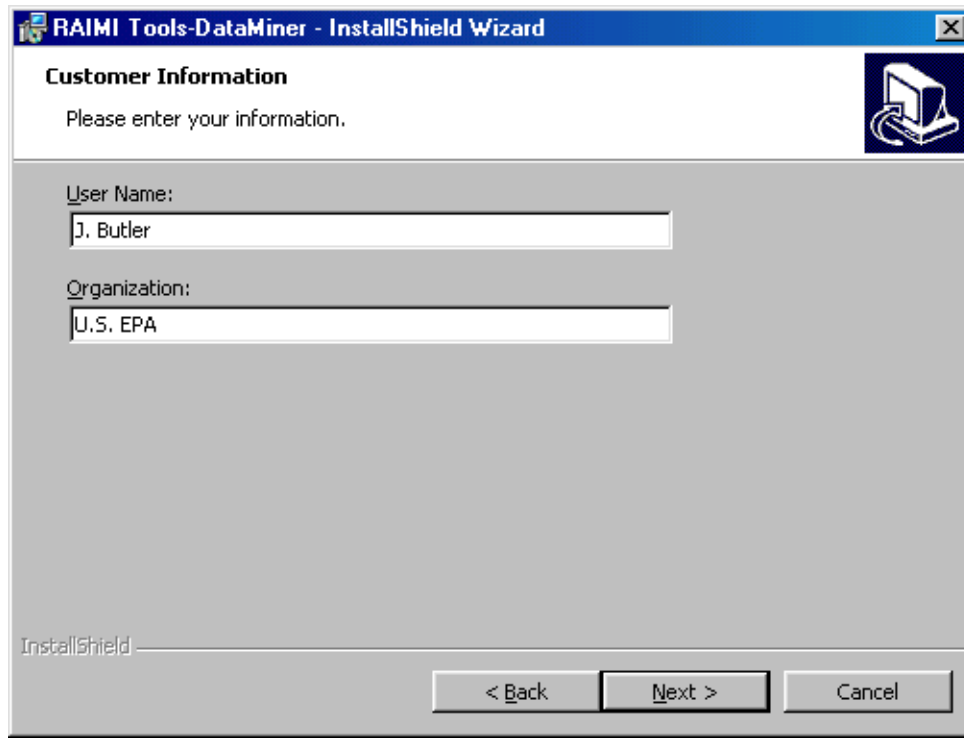 RAIMI Tools-DataMiner - InstallShield Wizard
Customer Information
Please enter your information.
User Name:
J. Butler
Organization:
U.S. EPA
InstallShield
< Back Next > Cancel